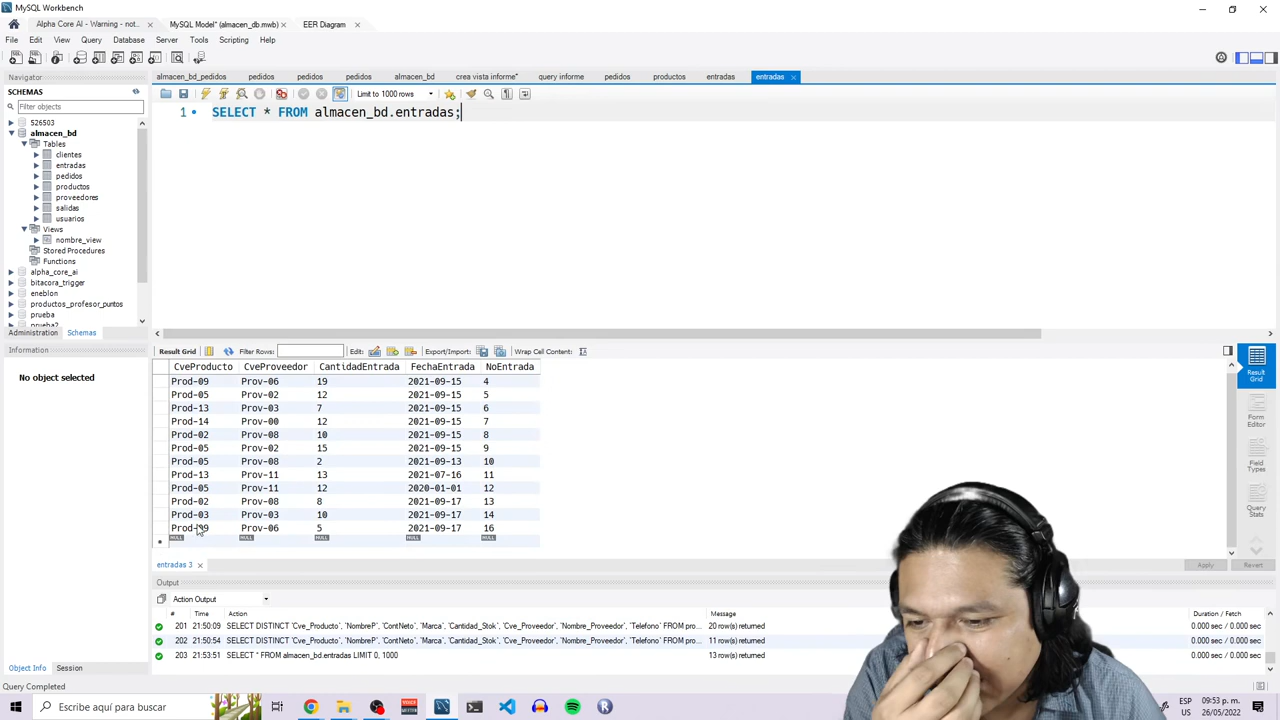 MySQL Workbench
Alpha Core AI - Warning - not... MySQL Model* (almacen_db.mwb) EER Diagram
File Edit View Query Database Server Tools Scripting Help
Navigator
SCHEMAS
Filter objects
526503
almacen_bd
Tables
clientes
entradas
pedidos
productos
proveedores
salidas
usuarios
Views
nombre_view
Stored Procedures
Functions
alpha_core_ai
bitacora_trigger
eneblon
productos_profesor_puntos
prueba
prueba2
Administration Schemas
Information
No object selected
Object Info Session
Query Completed
almacen_bd_pedidos pedidos pedidos pedidos almacen_bd crea vista informe* query informe pedidos productos entradas entradas
Limit to 1000 rows
1 SELECT * FROM almacen_bd.entradas;
Result Grid Filter Rows: Edit: Export/Import: Wrap Cell Content:
CveProducto CveProveedor CantidadEntrada FechaEntrada NoEntrada
Prod-09 Prov-06 19 2021-09-15 4
Prod-05 Prov-02 12 2021-09-15 5
Prod-13 Prov-03 7 2021-09-15 6
Prod-14 Prov-00 12 2021-09-15 7
Prod-02 Prov-08 10 2021-09-15 8
Prod-05 Prov-02 15 2021-09-15 9
Prod-05 Prov-08 2 2021-09-13 10
Prod-13 Prov-11 13 2021-07-16 11
Prod-05 Prov-11 12 2020-01-01 12
Prod-02 Prov-08 8 2021-09-17 13
Prod-03 Prov-03 10 2021-09-17 14
Prod-09 Prov-06 5 2021-09-17 16
NULL NULL NULL NULL NULL
Result Grid
Form Editor
Field Types
Query Stats
entradas 3 Apply Revert
Output
Action Output
# Time Action Message Duration / Fetch
201 21:50:09 SELECT DISTINCT `Cve_Producto`, `NombreP`, `ContNeto`, `Marca`, `Cantidad_Stok`, `Cve_Proveedor`, `Nombre_Proveedor`, `Telefono` FROM pro... 20 row(s) returned 0.000 sec / 0.000 sec
202 21:50:54 SELECT DISTINCT `Cve_Producto`, `NombreP`, `ContNeto`, `Marca`, `Cantidad_Stok`, `Cve_Proveedor`, `Nombre_Proveedor`, `Telefono` FROM pro... 11 row(s) returned 0.000 sec / 0.000 sec
203 21:53:51 SELECT * FROM almacen_bd.entradas LIMIT 0, 1000 13 row(s) returned 0.000 sec / 0.000 sec
Escribe aquí para buscar
ESP US
09:53 p. m.
26/05/2022